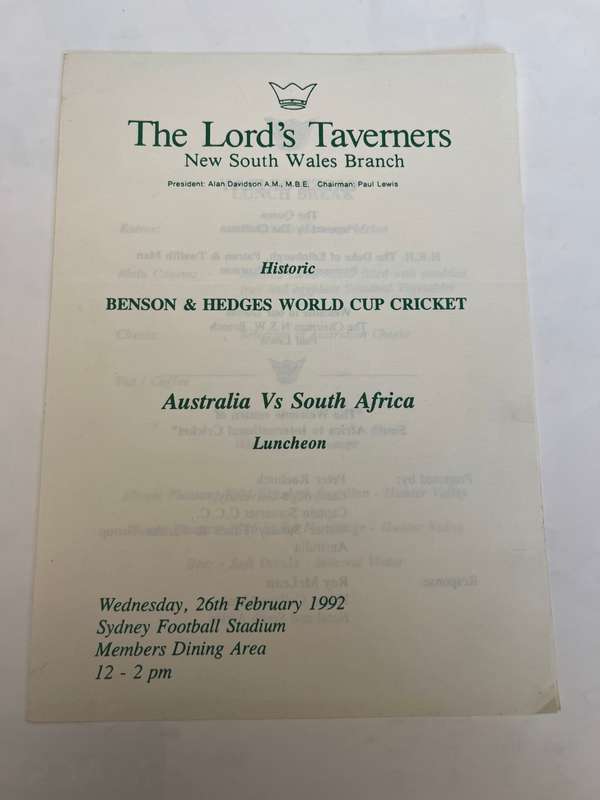 The Lord's Taverners
New South Wales Branch
President: Alan Davidson A.M., M.B.E. Chairman: Paul Lewis
Historic
BENSON & HEDGES WORLD CUP CRICKET
Australia Vs South Africa
Luncheon
Wednesday, 26th February 1992
Sydney Football Stadium
Members Dining Area
12 - 2 pm